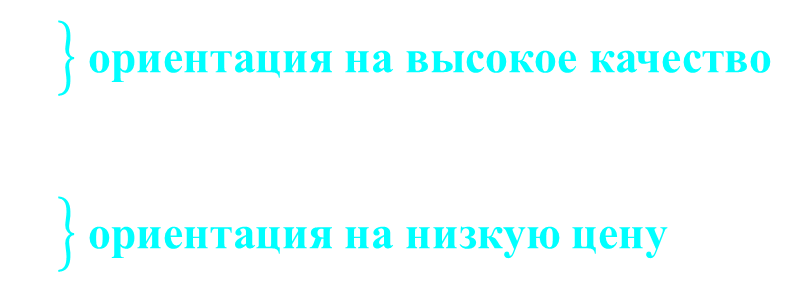 } ориентация на высокое качество
} ориентация на низкую цену